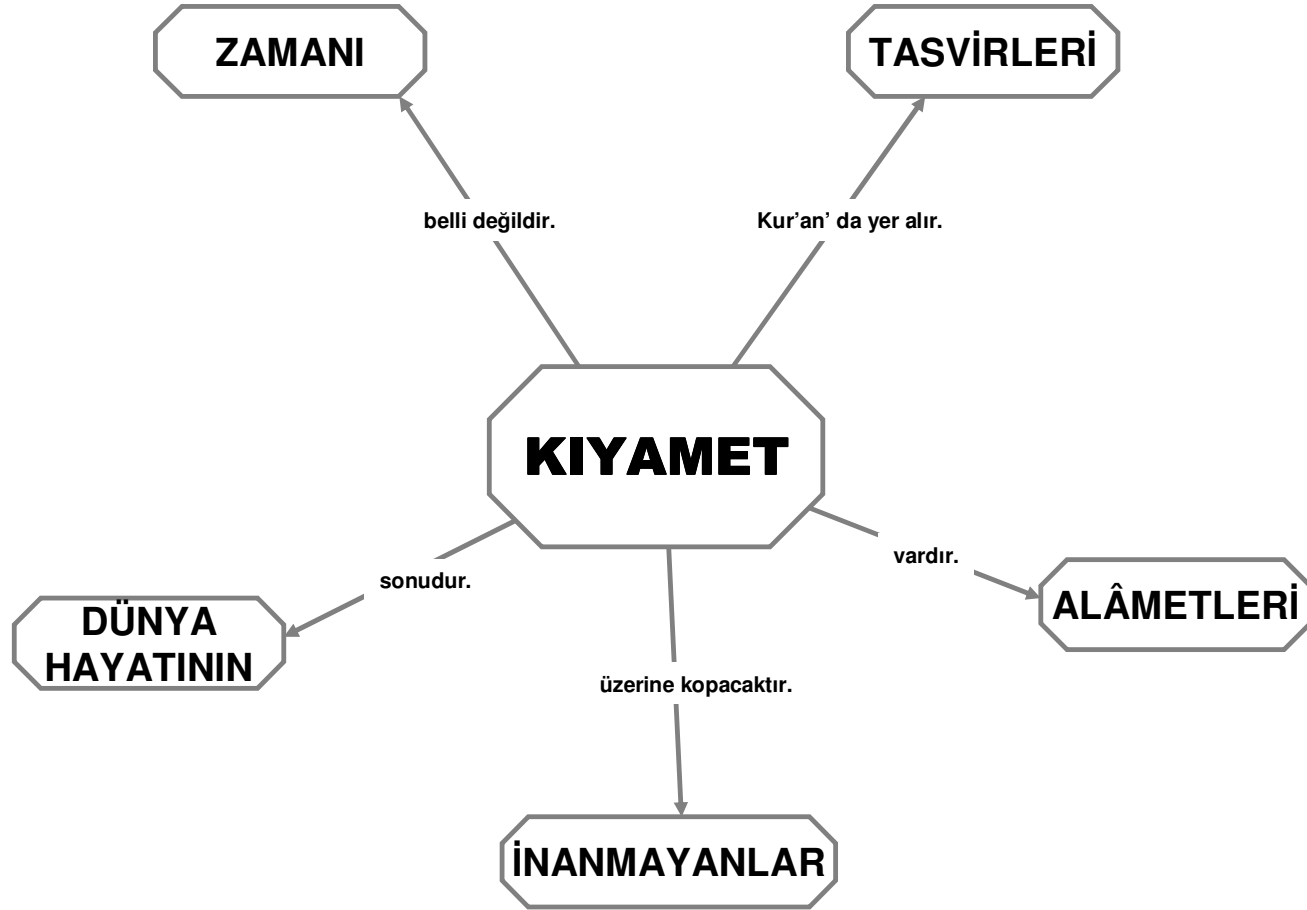 ZAMANI
TASVİRLERİ
belli değildir.
Kur’an’ da yer alır.
KIYAMET
vardır.
sonudur.
ALÂMETLERİ
DÜNYA
HAYATININ
üzerine kopacaktır.
İNANMAYANLAR